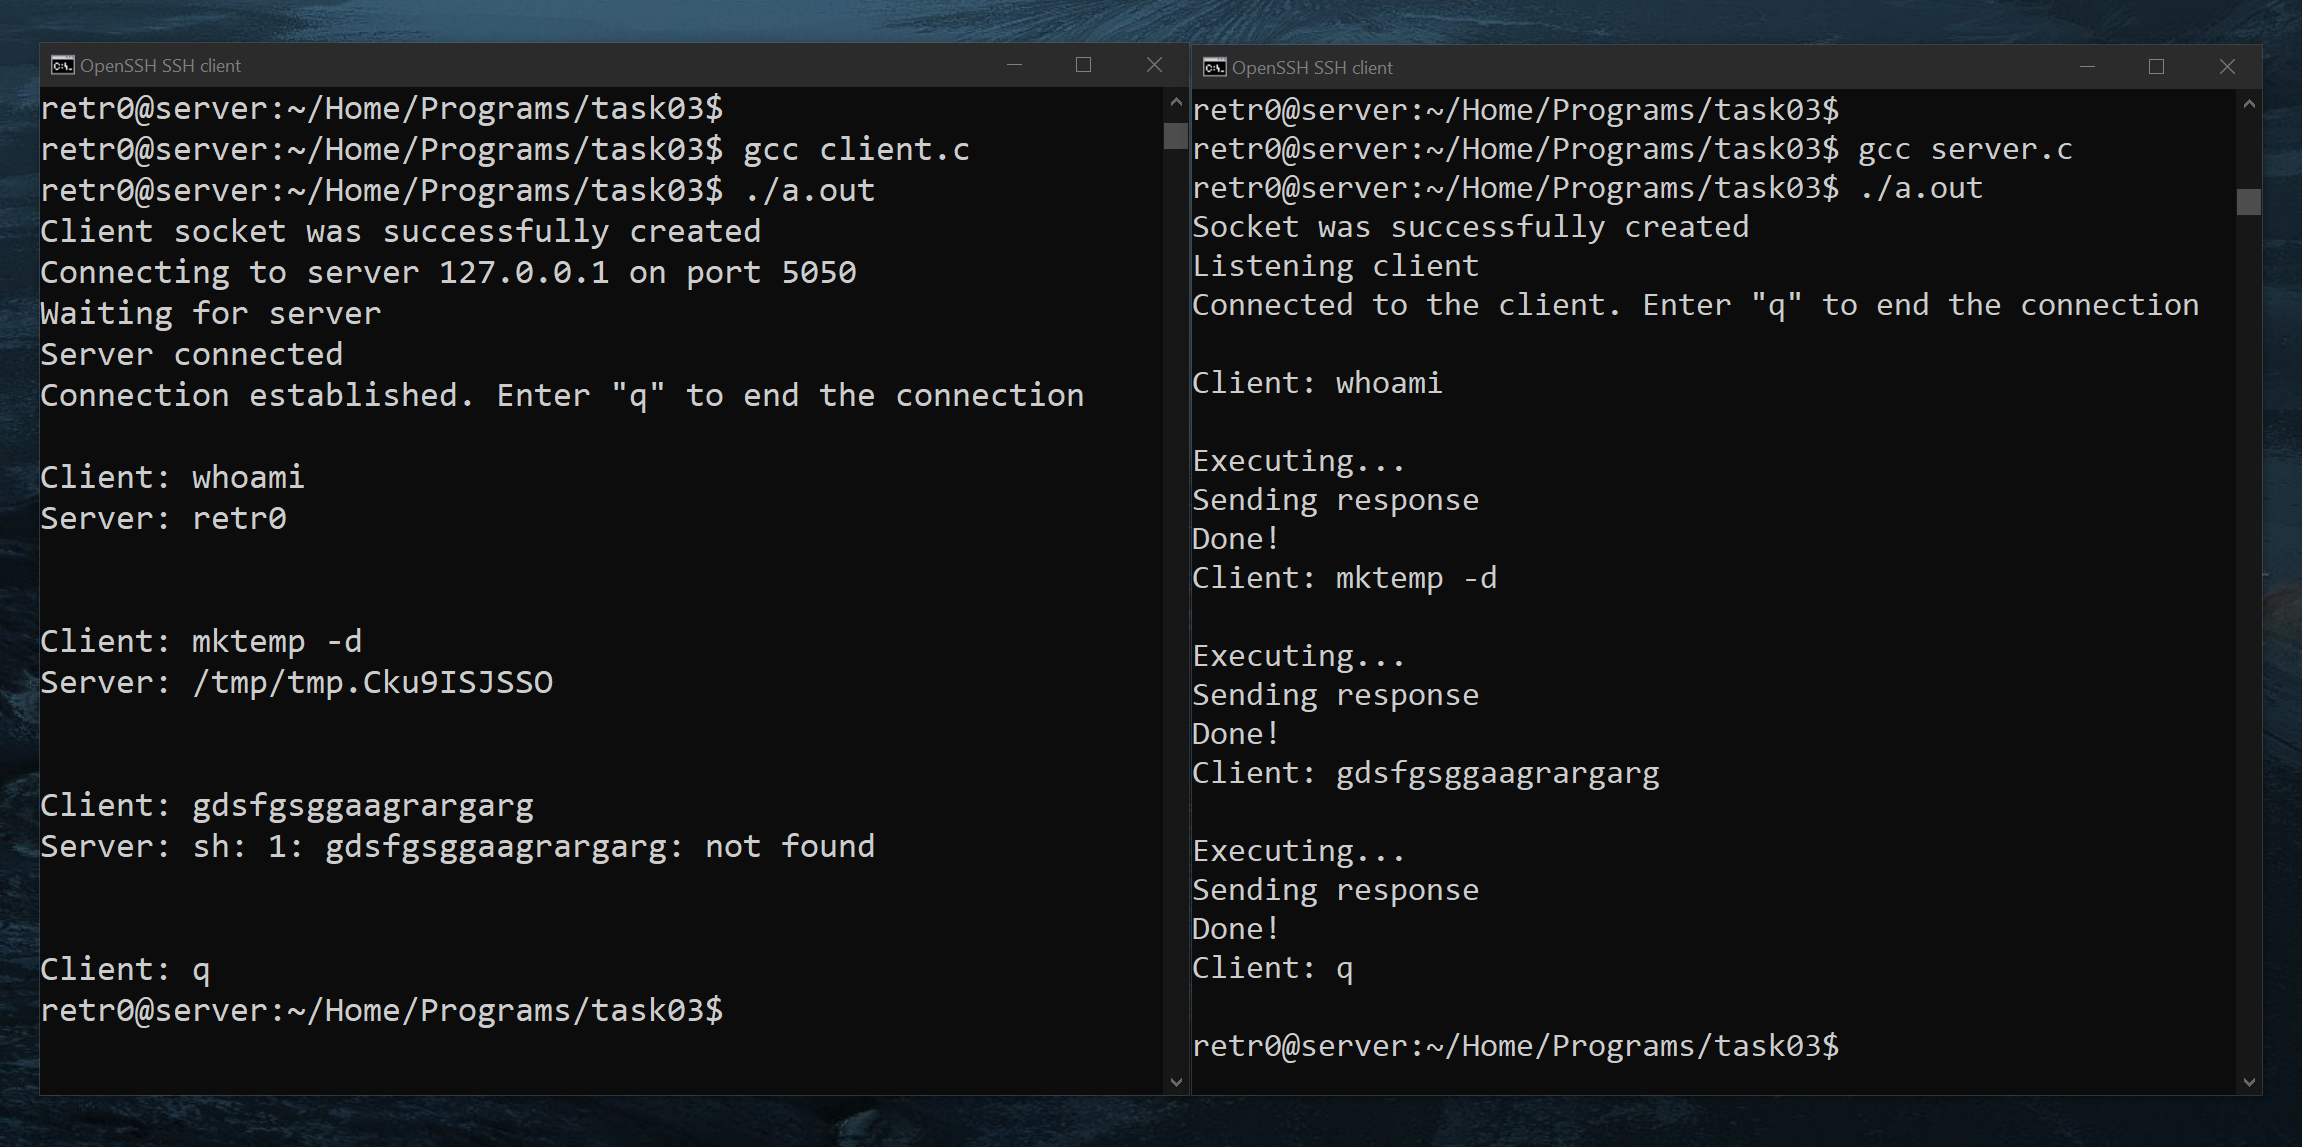 OpenSSH SSH client
retr0@server:~/Home/Programs/task03$
retr0@server:~/Home/Programs/task03$ gcc client.c
retr0@server:~/Home/Programs/task03$ ./a.out
Client socket was successfully created
Connecting to server 127.0.0.1 on port 5050
Waiting for server
Server connected
Connection established. Enter "q" to end the connection
Client: whoami
Server: retr0
Client: mktemp -d
Server: /tmp/tmp.Cku9ISJSSO
Client: gdsfgsggaagrargarg
Server: sh: 1: gdsfgsggaagrargarg: not found
Client: q
retr0@server:~/Home/Programs/task03$
OpenSSH SSH client
retr0@server:~/Home/Programs/task03$
retr0@server:~/Home/Programs/task03$ gcc server.c
retr0@server:~/Home/Programs/task03$ ./a.out
Socket was successfully created
Listening client
Connected to the client. Enter "q" to end the connection
Client: whoami
Executing...
Sending response
Done!
Client: mktemp -d
Executing...
Sending response
Done!
Client: gdsfgsggaagrargarg
Executing...
Sending response
Done!
Client: q
retr0@server:~/Home/Programs/task03$